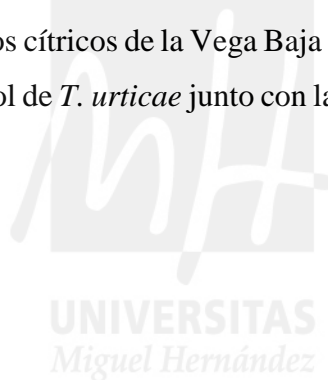 os cítricos de la Vega Baja
ol de T. urticae junto con la
UNIVERSITAS
Miguel Hernández